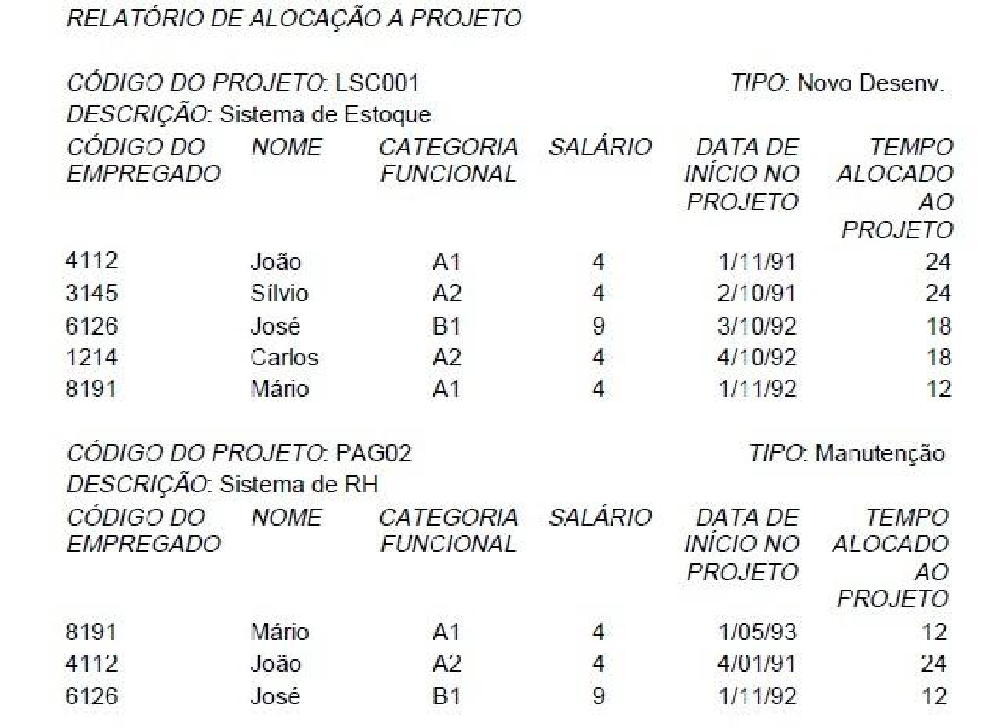 RELATÓRIO DE ALOCAÇÃO A PROJETO
CÓDIGO DO PROJETO: LSC001 TIPO: Novo Desenv.
DESCRIÇÃO: Sistema de Estoque
CÓDIGO DO NOME CATEGORIA SALÁRIO DATA DE TEMPO
EMPREGADO FUNCIONAL INÍCIO NO ALOCADO
PROJETO AO
PROJETO
4112 João A1 4 1/11/91 24
3145 Sílvio A2 4 2/10/91 24
6126 José B1 9 3/10/92 18
1214 Carlos A2 4 4/10/92 18
8191 Mário A1 4 1/11/92 12
CÓDIGO DO PROJETO: PAG02 TIPO: Manutenção
DESCRIÇÃO: Sistema de RH
CÓDIGO DO NOME CATEGORIA SALÁRIO DATA DE TEMPO
EMPREGADO FUNCIONAL INÍCIO NO ALOCADO
PROJETO AO
PROJETO
8191 Mário A1 4 1/05/93 12
4112 João A2 4 4/01/91 24
6126 José B1 9 1/11/92 12